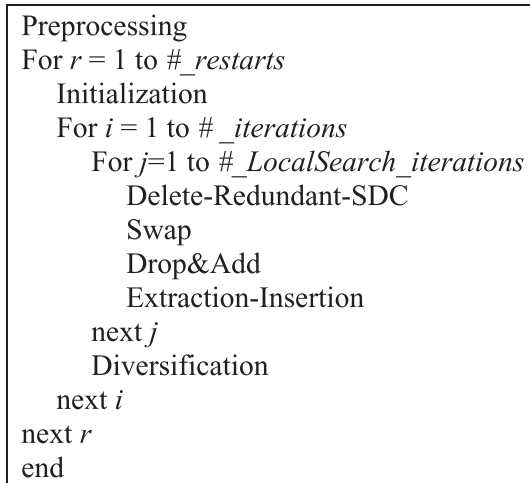 Preprocessing
For r = 1 to #_restarts
Initialization
For i = 1 to #_iterations
For j=1 to #_LocalSearch_iterations
Delete-Redundant-SDC
Swap
Drop&Add
Extraction-Insertion
next j
Diversification
next i
next r
end